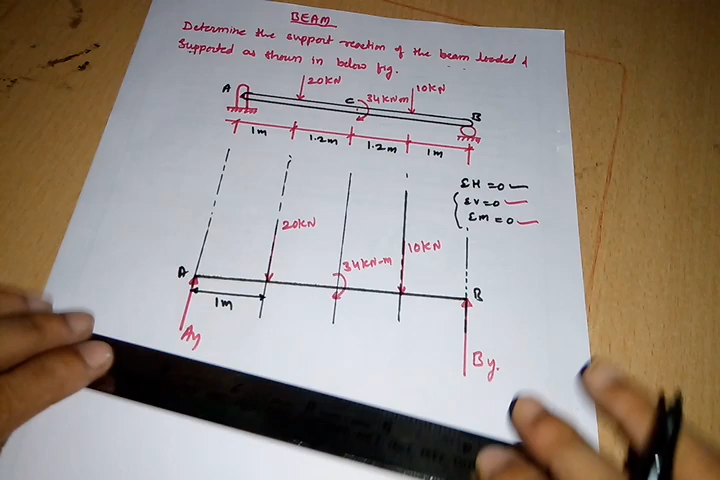 BEAM
Determine the support reaction of the beam loaded &
supported as shown in below fig.
20KN
10KN
A
C
34KN-m
B
1m
1.2m
1.2m
1m
ΣH=0
ΣV=0
ΣM=0
20KN
10KN
34KN-m
A
B
1m
Ay
By.